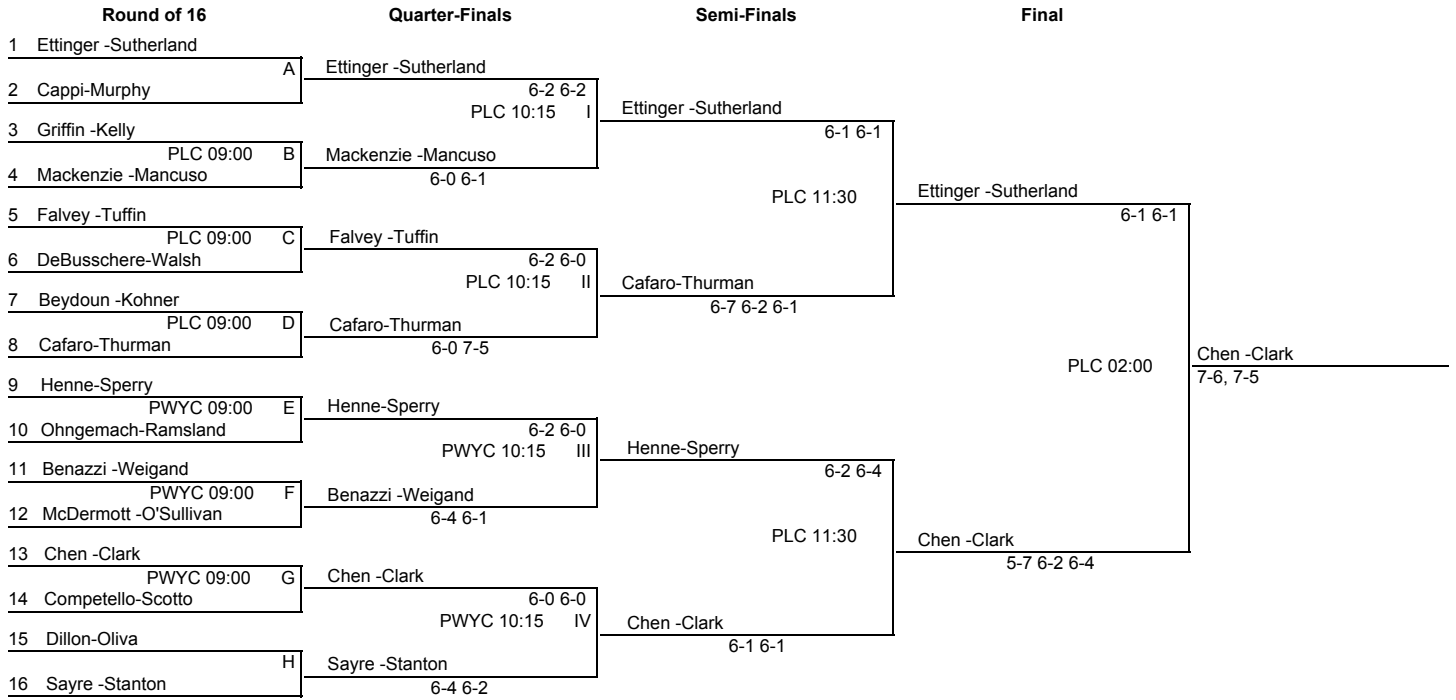 Round of 16
Quarter-Finals
Semi-Finals
Final
1 Ettinger -Sutherland
A
2 Cappi-Murphy
3 Griffin -Kelly
PLC 09:00 B
4 Mackenzie -Mancuso
5 Falvey -Tuffin
PLC 09:00 C
6 DeBusschere-Walsh
7 Beydoun -Kohner
PLC 09:00 D
8 Cafaro-Thurman
9 Henne-Sperry
PWYC 09:00 E
10 Ohngemach-Ramsland
11 Benazzi -Weigand
PWYC 09:00 F
12 McDermott -O'Sullivan
13 Chen -Clark
PWYC 09:00 G
14 Competello-Scotto
15 Dillon-Oliva
H
16 Sayre -Stanton
Ettinger -Sutherland
6-2 6-2
PLC 10:15 I
Mackenzie -Mancuso
6-0 6-1
Falvey -Tuffin
6-2 6-0
PLC 10:15 II
Cafaro-Thurman
6-0 7-5
Henne-Sperry
6-2 6-0
PWYC 10:15 III
Benazzi -Weigand
6-4 6-1
Chen -Clark
6-0 6-0
PWYC 10:15 IV
Sayre -Stanton
6-4 6-2
Ettinger -Sutherland
6-1 6-1
PLC 11:30
Cafaro-Thurman
6-7 6-2 6-1
Henne-Sperry
6-2 6-4
PLC 11:30
Chen -Clark
6-1 6-1
Ettinger -Sutherland
6-1 6-1
PLC 02:00
Chen -Clark
5-7 6-2 6-4
Chen -Clark
7-6, 7-5